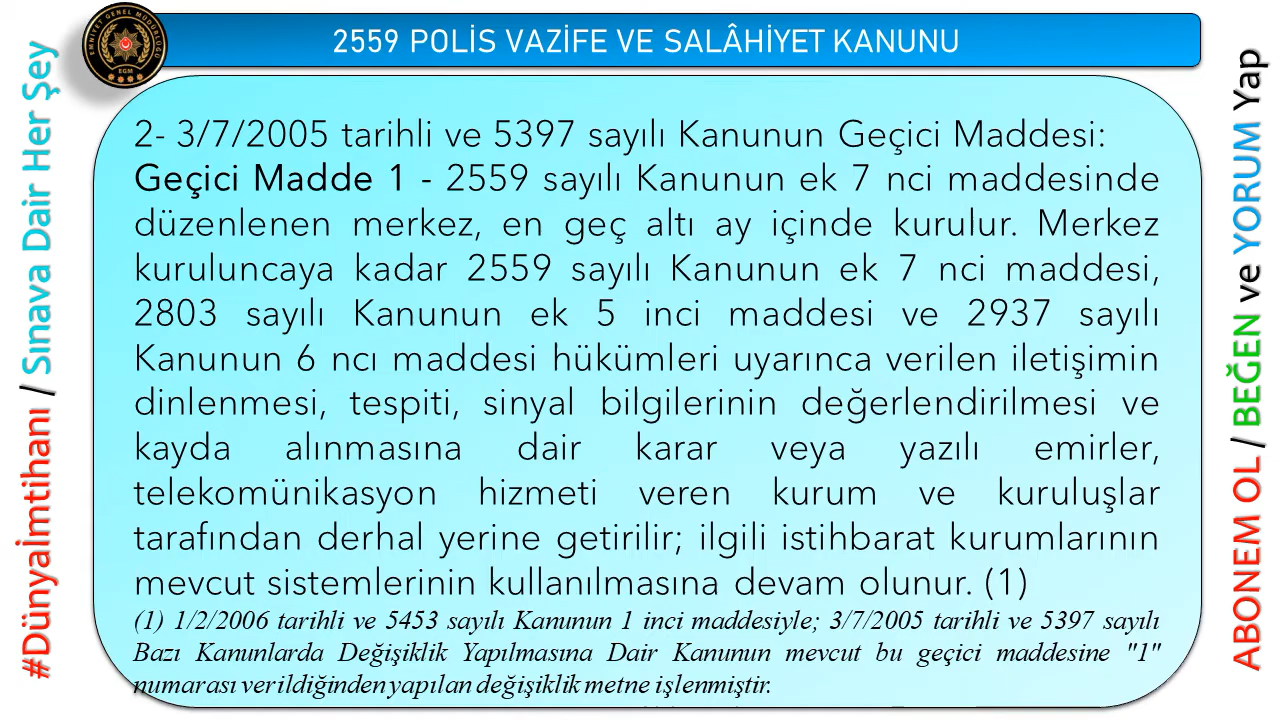 2559 POLİS VAZİFE VE SALÂHİYET KANUNU
EMNİYET GENEL MÜDÜRLÜĞÜ
EGM
#Dünyaİmtihanı / Sınava Dair Her Şey
2- 3/7/2005 tarihli ve 5397 sayılı Kanunun Geçici Maddesi:
Geçici Madde 1 - 2559 sayılı Kanunun ek 7 nci maddesinde
düzenlenen merkez, en geç altı ay içinde kurulur. Merkez
kuruluncaya kadar 2559 sayılı Kanunun ek 7 nci maddesi,
2803 sayılı Kanunun ek 5 inci maddesi ve 2937 sayılı
Kanunun 6 ncı maddesi hükümleri uyarınca verilen iletişimin
dinlenmesi, tespiti, sinyal bilgilerinin değerlendirilmesi ve
kayda alınmasına dair karar veya yazılı emirler,
telekomünikasyon hizmeti veren kurum ve kuruluşlar
tarafından derhal yerine getirilir; ilgili istihbarat kurumlarının
mevcut sistemlerinin kullanılmasına devam olunur. (1)
(1) 1/2/2006 tarihli ve 5453 sayılı Kanunun 1 inci maddesiyle; 3/7/2005 tarihli ve 5397 sayılı
Bazı Kanunlarda Değişiklik Yapılmasına Dair Kanunun mevcut bu geçici maddesine "1"
numarası verildiğinden yapılan değişiklik metne işlenmiştir.
ABONEM OL / BEĞEN ve YORUM Yap